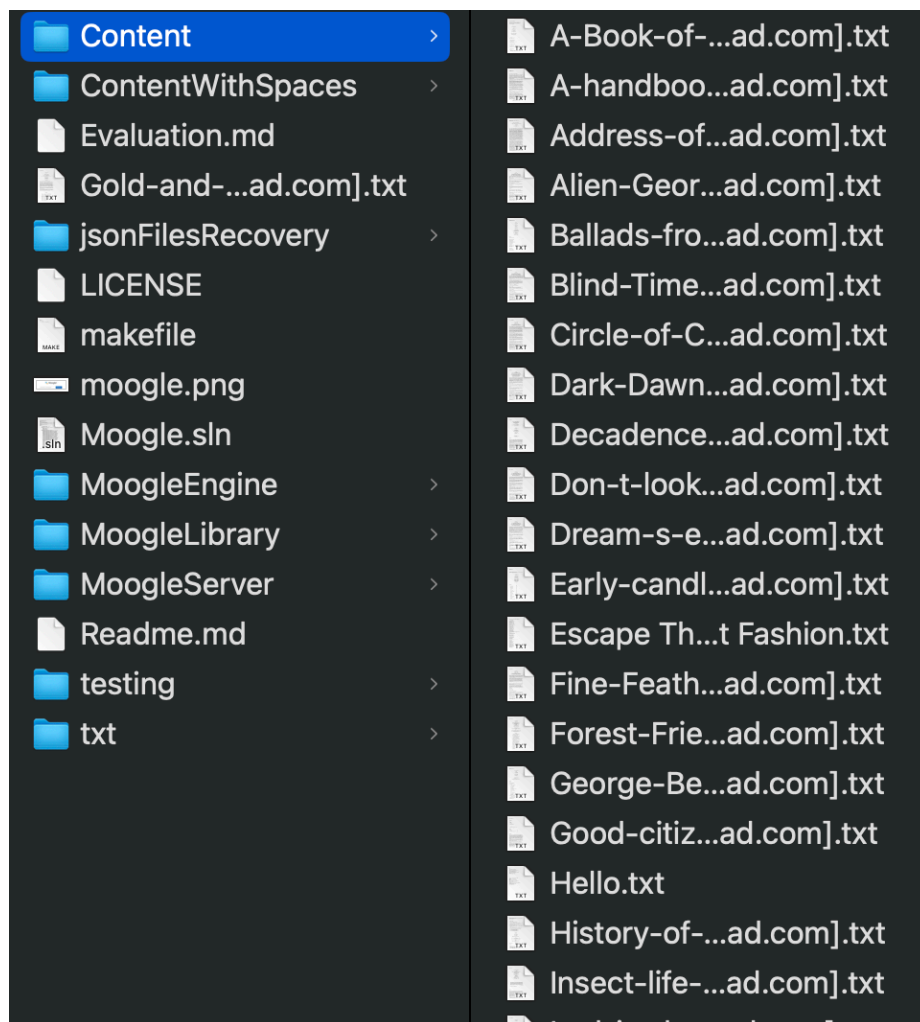 Content
ContentWithSpaces
Evaluation.md
Gold-and-...ad.com].txt
jsonFilesRecovery
LICENSE
makefile
moogle.png
Moogle.sln
MoogleEngine
MoogleLibrary
MoogleServer
Readme.md
testing
txt
A-Book-of-...ad.com].txt
A-handboo...ad.com].txt
Address-of...ad.com].txt
Alien-Geor...ad.com].txt
Ballads-fro...ad.com].txt
Blind-Time...ad.com].txt
Circle-of-C...ad.com].txt
Dark-Dawn...ad.com].txt
Decadence...ad.com].txt
Don-t-look...ad.com].txt
Dream-s-e...ad.com].txt
Early-candl...ad.com].txt
Escape Th...t Fashion.txt
Fine-Feath...ad.com].txt
Forest-Frie...ad.com].txt
George-Be...ad.com].txt
Good-citiz...ad.com].txt
Hello.txt
History-of-...ad.com].txt
Insect-life-...ad.com].txt